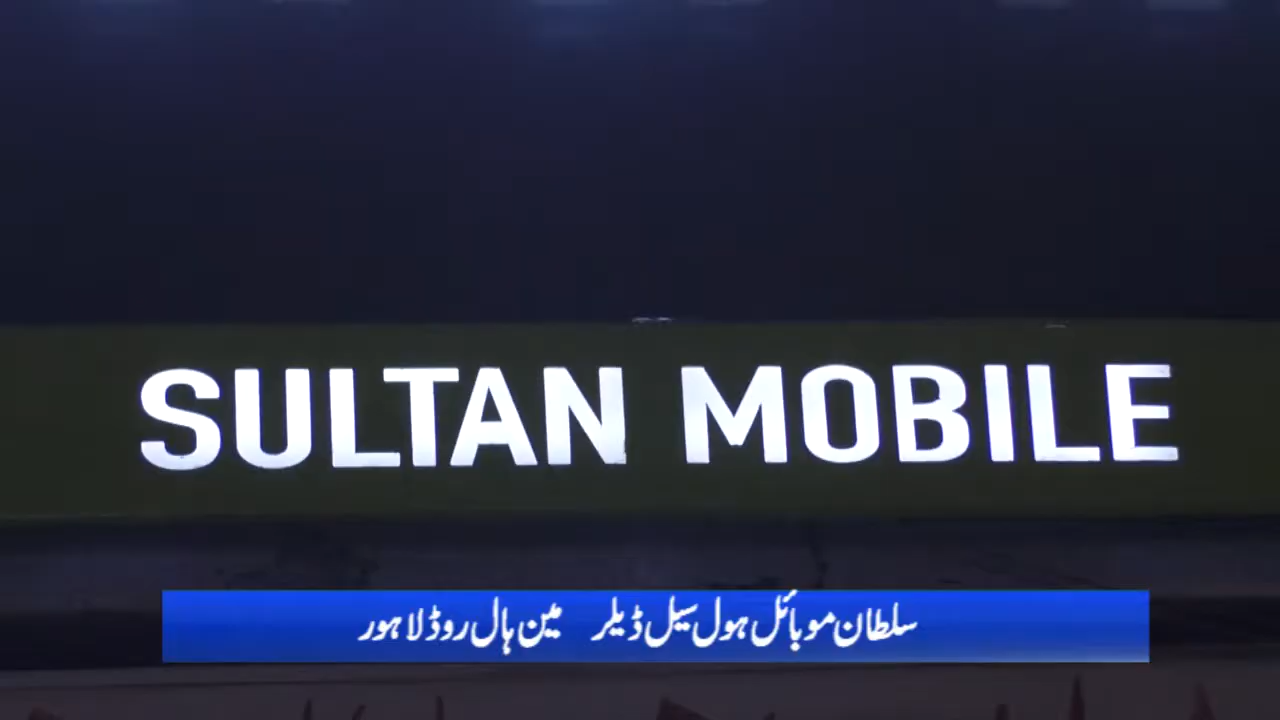 SULTAN MOBILE
سلطان موبائل ہول سیل ڈیلر مین ہال روڈ لاہور